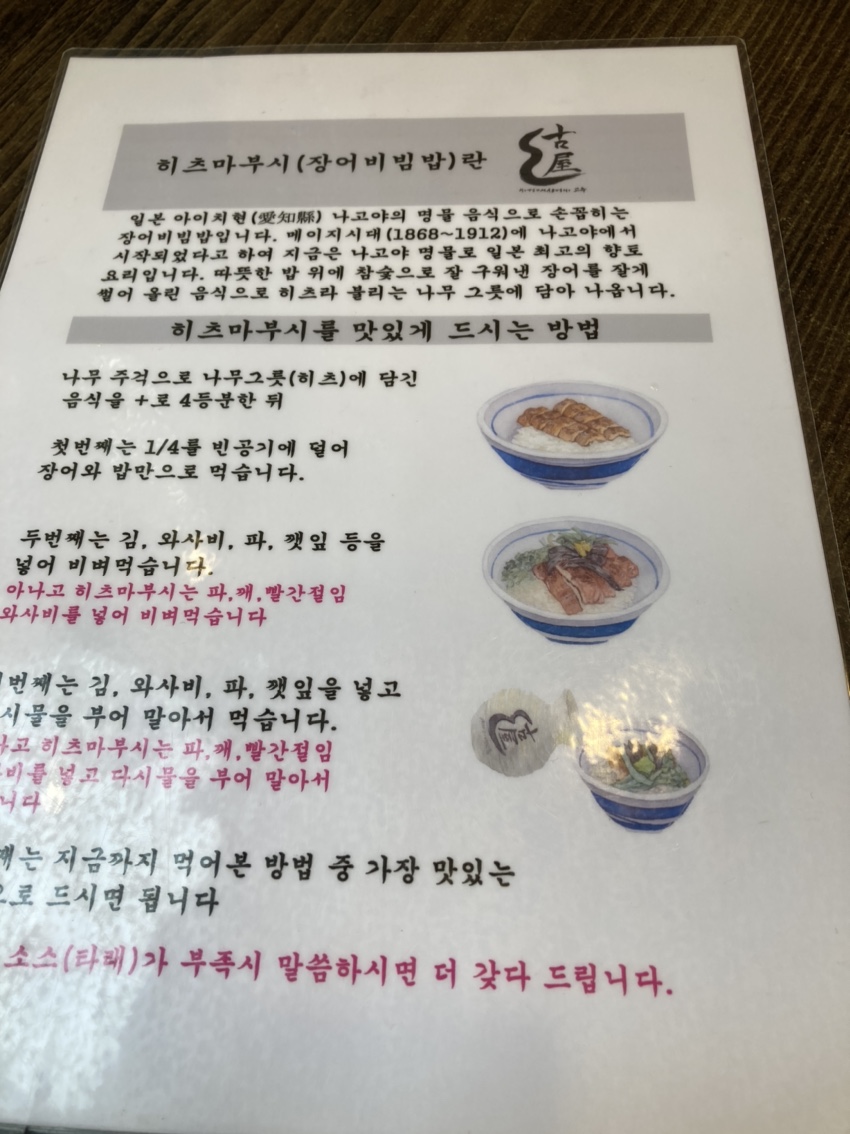 히츠마부시(장어비빔밥)란
古屋
일본 아이치현(愛知縣) 나고야의 명물 음식으로 손꼽히는
장어비빔밥입니다. 메이지시대(1868~1912)에 나고야에서
시작되었다고 하여 지금은 나고야 명물로 일본 최고의 향토
요리입니다. 따뜻한 밥 위에 참숯으로 잘 구워낸 장어를 잘게
썰어 올린 음식으로 히츠라 불리는 나무 그릇에 담아 나옵니다.
히츠마부시를 맛있게 드시는 방법
나무 주걱으로 나무그릇(히츠)에 담긴
음식을 +로 4등분한 뒤
첫번째는 1/4를 빈공기에 덜어
장어와 밥만으로 먹습니다.
두번째는 김, 와사비, 파, 깻잎 등을
넣어 비벼먹습니다.
아나고 히츠마부시는 파,깨,빨간절임
와사비를 넣어 비벼먹습니다
번째는 김, 와사비, 파, 깻잎을 넣고
시물을 부어 말아서 먹습니다.
나고 히츠마부시는 파,깨,빨간절임
비를 넣고 다시물을 부어 말아서
니다
째는 지금까지 먹어본 방법 중 가장 맛있는
으로 드시면 됩니다
소스(타래)가 부족시 말씀하시면 더 갖다 드립니다.